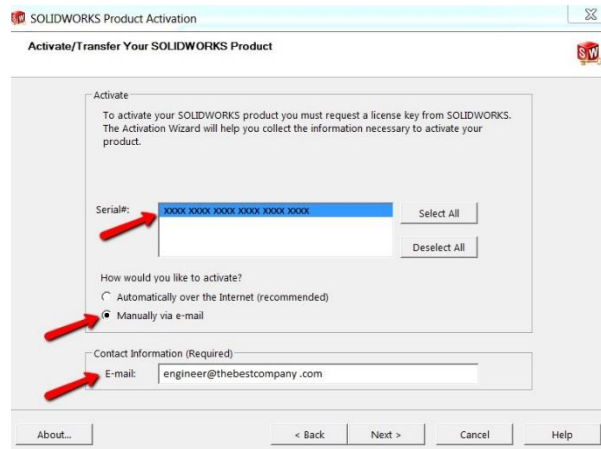 SOLIDWORKS Product Activation
Activate/Transfer Your SOLIDWORKS Product
SW
Activate
To activate your SOLIDWORKS product you must request a license key from SOLIDWORKS.
The Activation Wizard will help you collect the information necessary to activate your
product.
Serial#:
XXXX XXXX XXXX XXXX XXXX XXXX
Select All
Deselect All
How would you like to activate?
Automatically over the Internet (recommended)
Manually via e-mail
Contact Information (Required)
E-mail: engineer@thebestcompany .com
About... < Back Next > Cancel Help